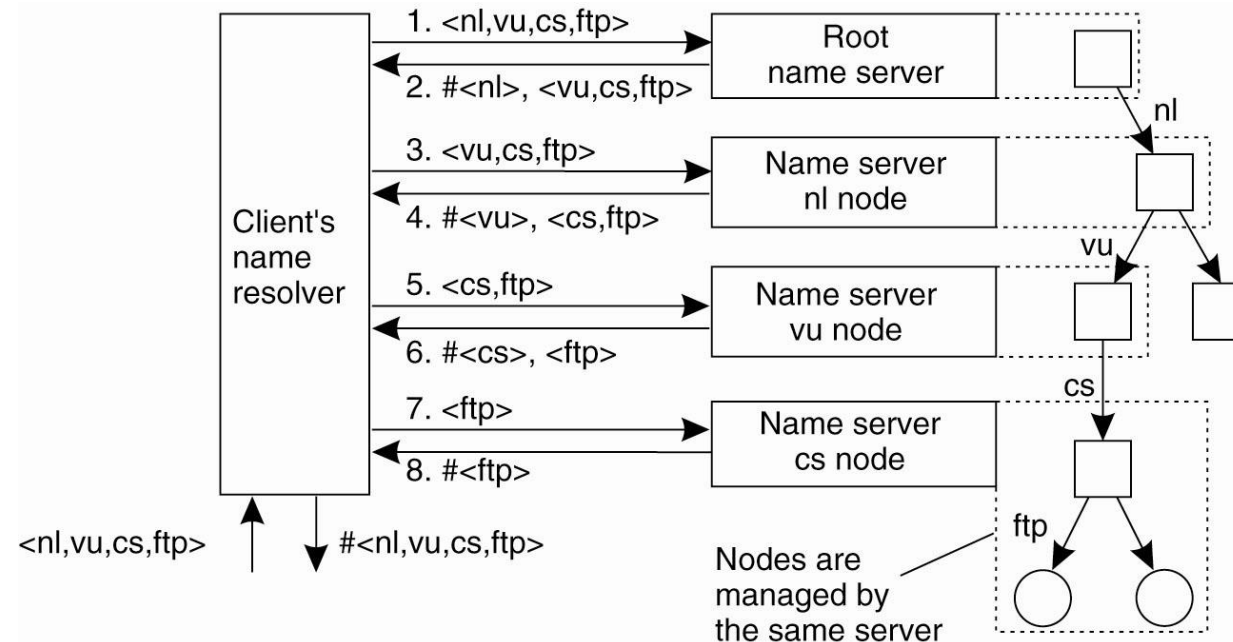 1. <nl,vu,cs,ftp>
2. #<nl>, <vu,cs,ftp>
3. <vu,cs,ftp>
4. #<vu>, <cs,ftp>
5. <cs,ftp>
6. #<cs>, <ftp>
7. <ftp>
8. #<ftp>
Client's
name
resolver
<nl,vu,cs,ftp>
#<nl,vu,cs,ftp>
Root
name server
Name server
nl node
Name server
vu node
Name server
cs node
nl
vu
cs
ftp
Nodes are
managed by
the same server